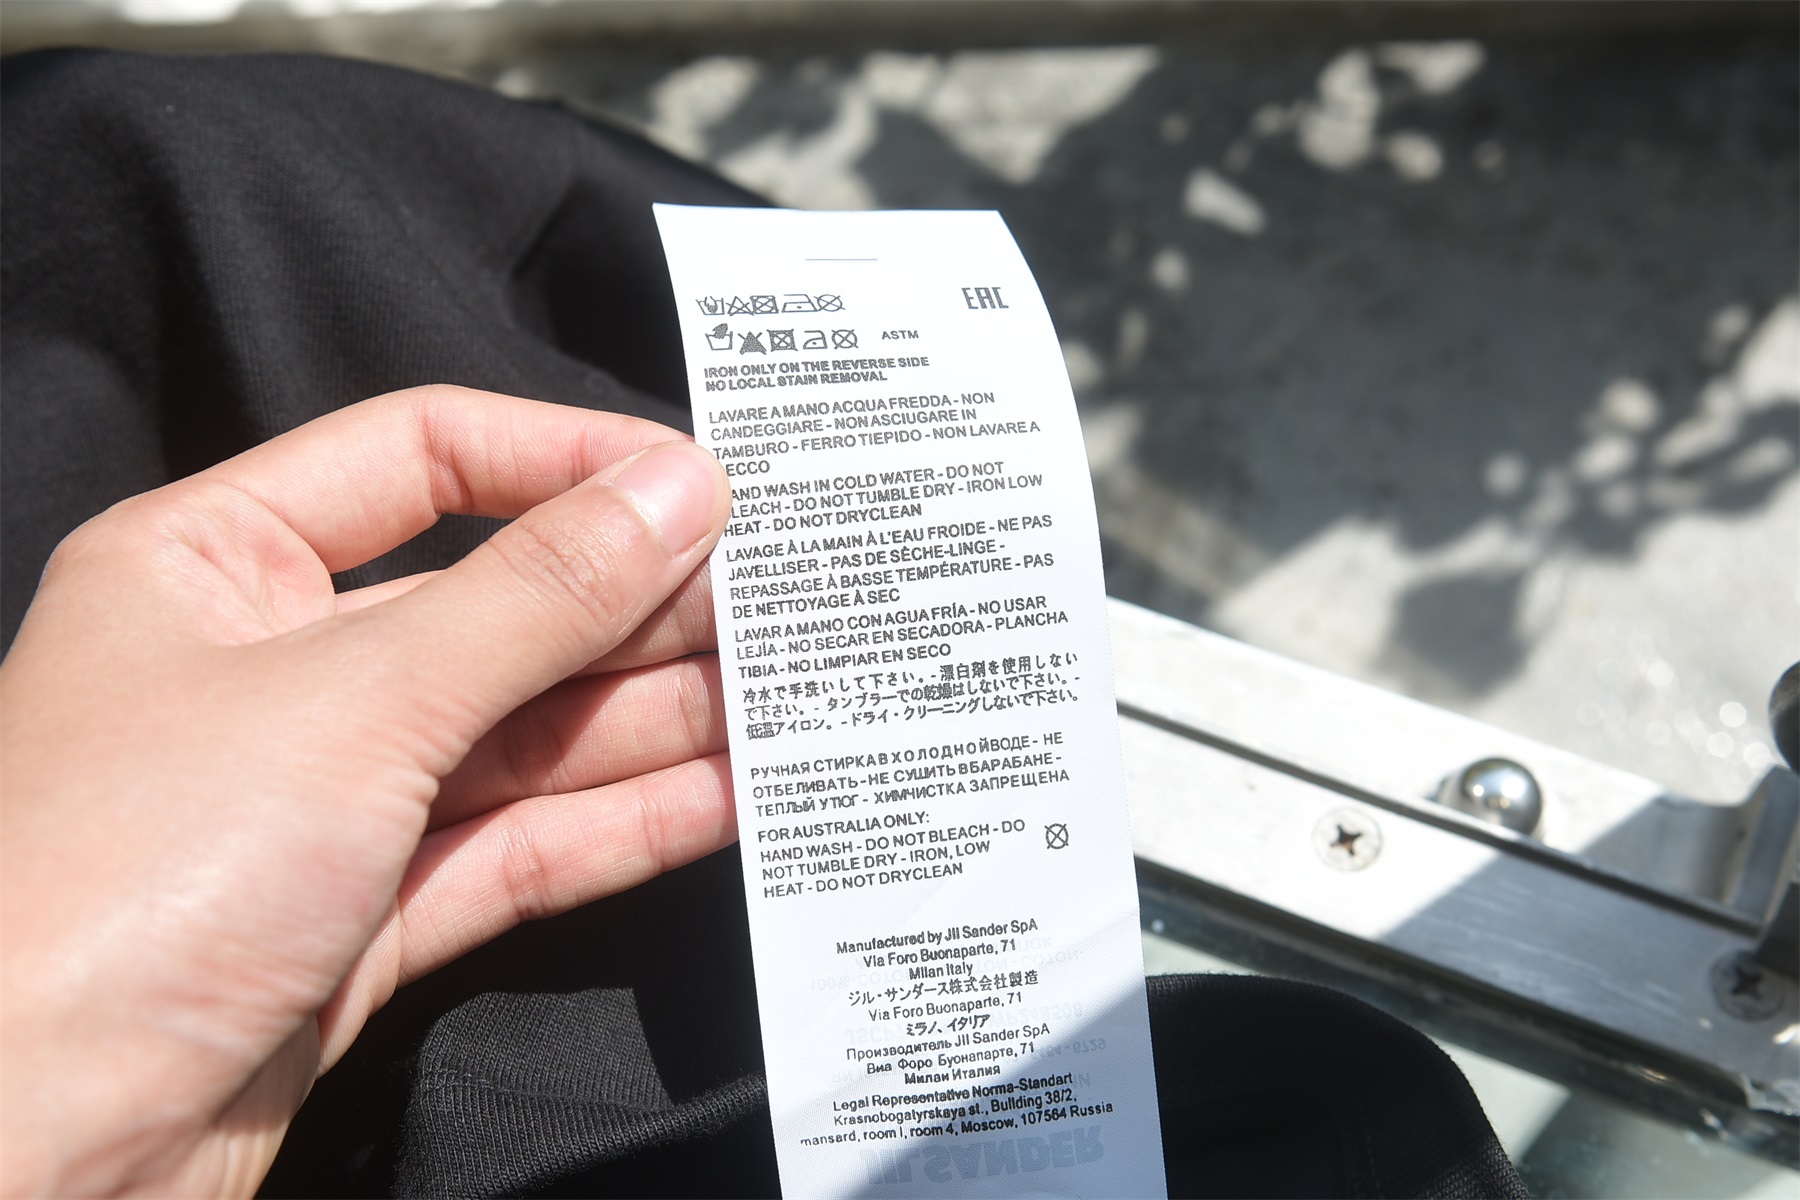 EAC
ASTM
IRON ONLY ON THE REVERSE SIDE
NO LOCAL STAIN REMOVAL
LAVARE A MANO ACQUA FREDDA - NON
CANDEGGIARE - NON ASCIUGARE IN
TAMBURO - FERRO TIEPIDO - NON LAVARE A
ECCO
AND WASH IN COLD WATER - DO NOT
LEACH - DO NOT TUMBLE DRY - IRON LOW
HEAT - DO NOT DRYCLEAN
LAVAGE À LA MAIN À L'EAU FROIDE - NE PAS
JAVELLISER - PAS DE SÈCHE-LINGE -
REPASSAGE À BASSE TEMPÉRATURE - PAS
DE NETTOYAGE À SEC
LAVAR A MANO CON AGUA FRÍA - NO USAR
LEJÍA - NO SECAR EN SECADORA - PLANCHA
TIBIA - NO LIMPIAR EN SECO
冷水で手洗いして下さい。- 漂白剤を使用しない
で下さい。- タンブラーでの乾燥はしないで下さい。-
低温アイロン。- ドライ・クリーニングしないで下さい。
РУЧНАЯ СТИРКА В ХОЛОДНОЙ ВОДЕ - НЕ
ОТБЕЛИВАТЬ - НЕ СУШИТЬ В БАРАБАНЕ -
ТЕПЛЫЙ УТЮГ - ХИМЧИСТКА ЗАПРЕЩЕНА
FOR AUSTRALIA ONLY:
HAND WASH - DO NOT BLEACH - DO
NOT TUMBLE DRY - IRON, LOW
HEAT - DO NOT DRYCLEAN
Manufactured by Jil Sander SpA
Via Foro Buonaparte, 71
Milan Italy
ジル・サンダース株式会社製造
Via Foro Buonaparte, 71
ミラノ、イタリア
Производитель Jil Sander SpA
Виа Форо Буонапарте, 71
Милан Италия
Legal Representative Norma-Standart
Krasnobogatyrskaya st., Building 38/2,
mansard, room I, room 4, Moscow, 107564 Russia
JIL SANDER